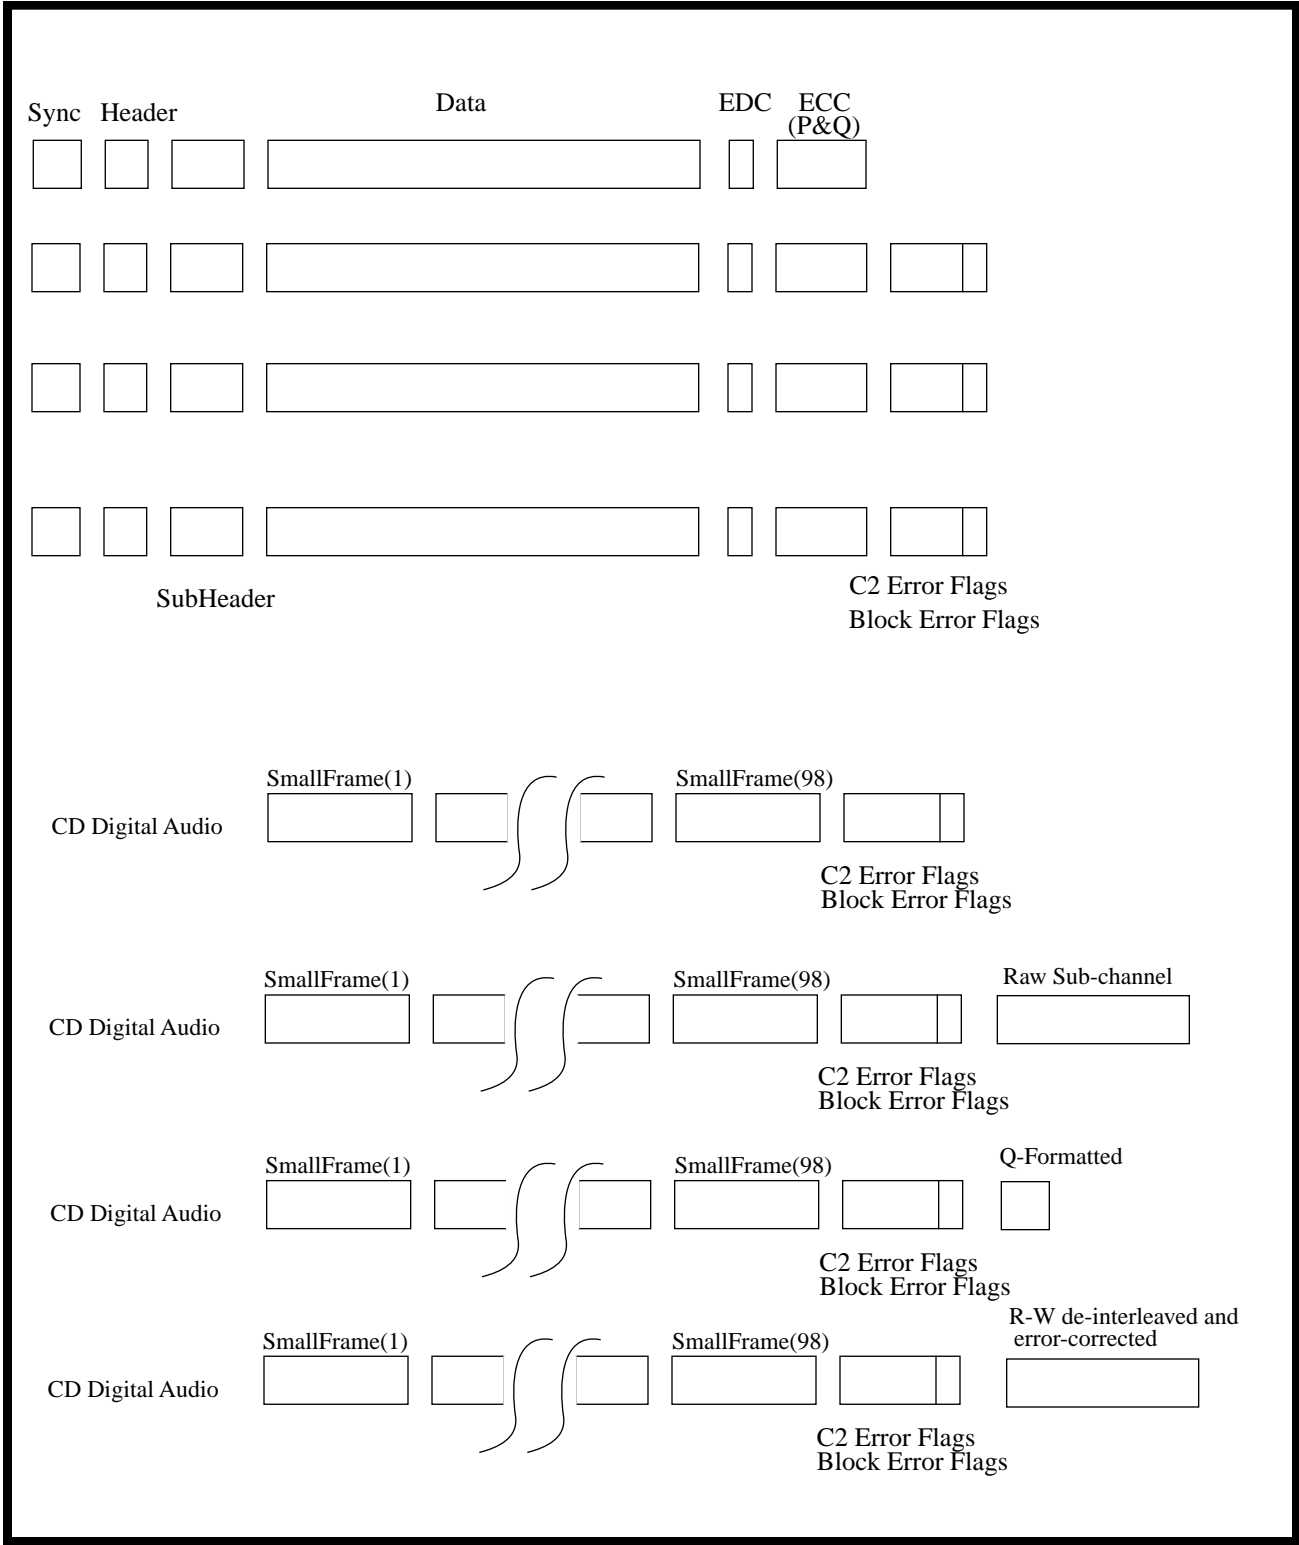 Sync Header Data EDC ECC
(P&Q)
SubHeader
C2 Error Flags
Block Error Flags
SmallFrame(1) SmallFrame(98)
CD Digital Audio
C2 Error Flags
Block Error Flags
SmallFrame(1) SmallFrame(98) Raw Sub-channel
CD Digital Audio
C2 Error Flags
Block Error Flags
SmallFrame(1) SmallFrame(98) Q-Formatted
CD Digital Audio
C2 Error Flags
Block Error Flags
R-W de-interleaved and
error-corrected
SmallFrame(1) SmallFrame(98)
CD Digital Audio
C2 Error Flags
Block Error Flags